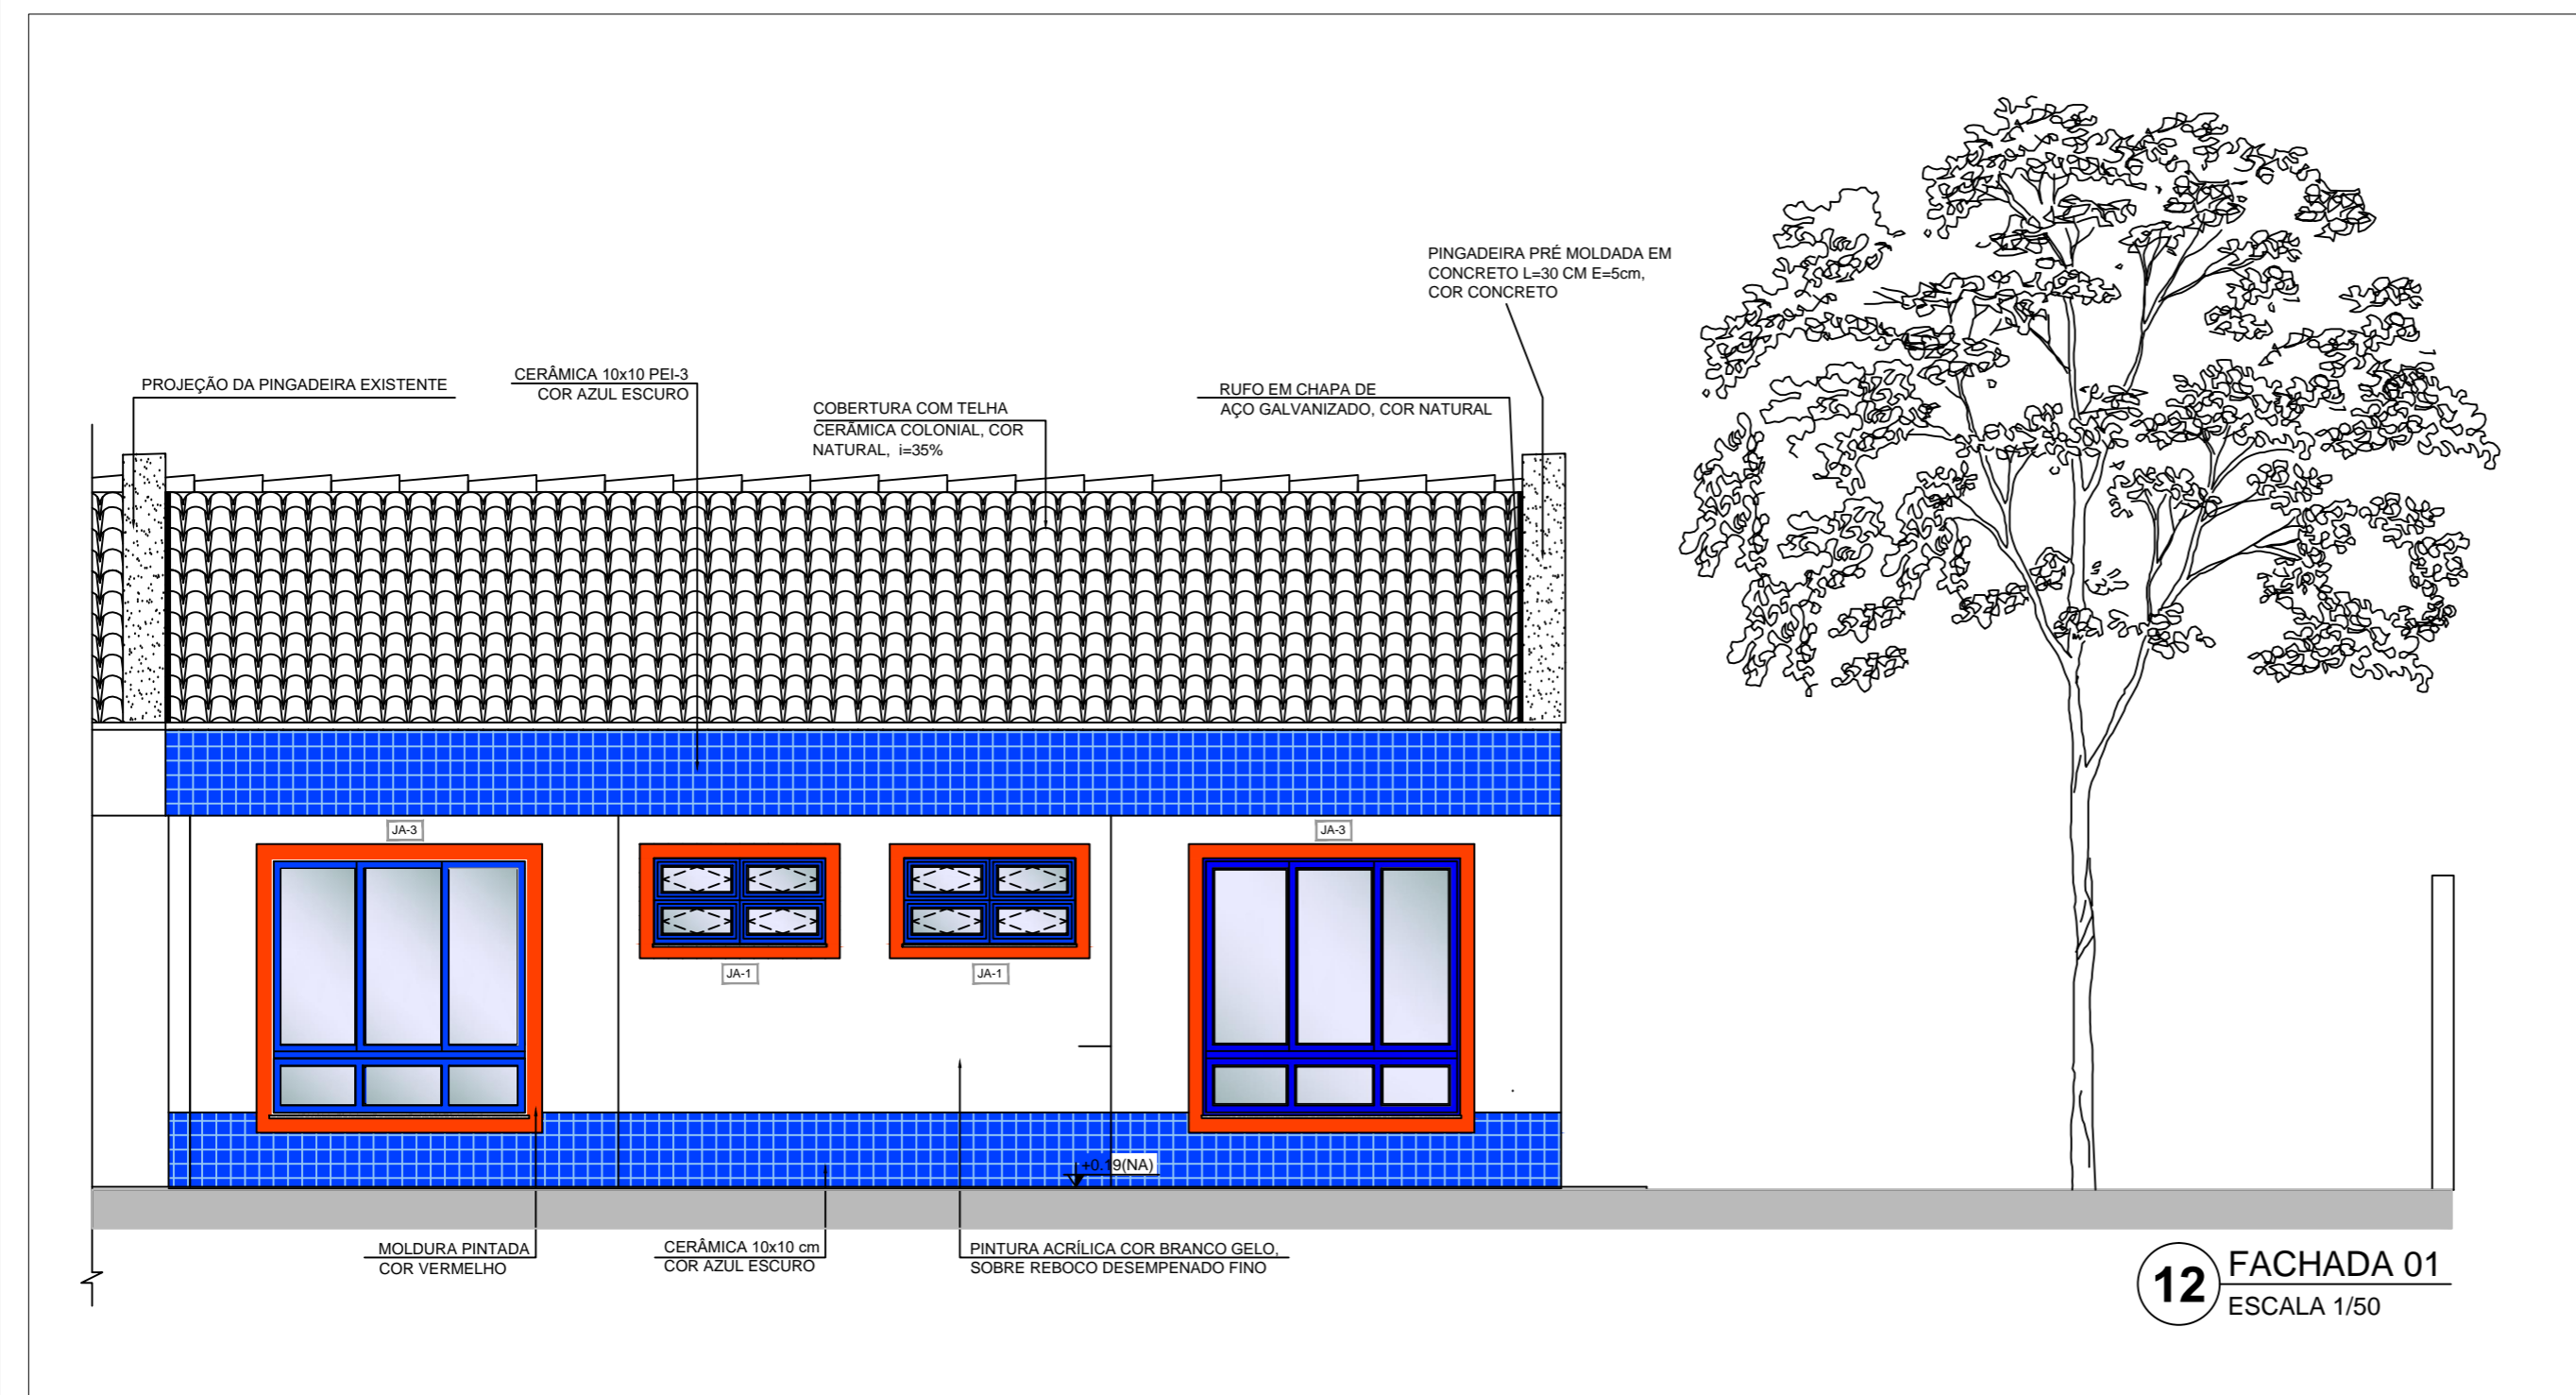 PINGADEIRA PRÉ MOLDADA EM
CONCRETO L=30 CM E=5cm,
COR CONCRETO
PROJEÇÃO DA PINGADEIRA EXISTENTE
CERÂMICA 10x10 PEI-3
COR AZUL ESCURO
COBERTURA COM TELHA
CERÂMICA COLONIAL, COR
NATURAL, i=35%
RUFO EM CHAPA DE
AÇO GALVANIZADO, COR NATURAL
JA-3
JA-3
JA-1
JA-1
+0.19(NA)
MOLDURA PINTADA
COR VERMELHO
CERÂMICA 10x10 cm
COR AZUL ESCURO
PINTURA ACRÍLICA COR BRANCO GELO,
SOBRE REBOCO DESEMPENADO FINO
12
FACHADA 01
ESCALA 1/50